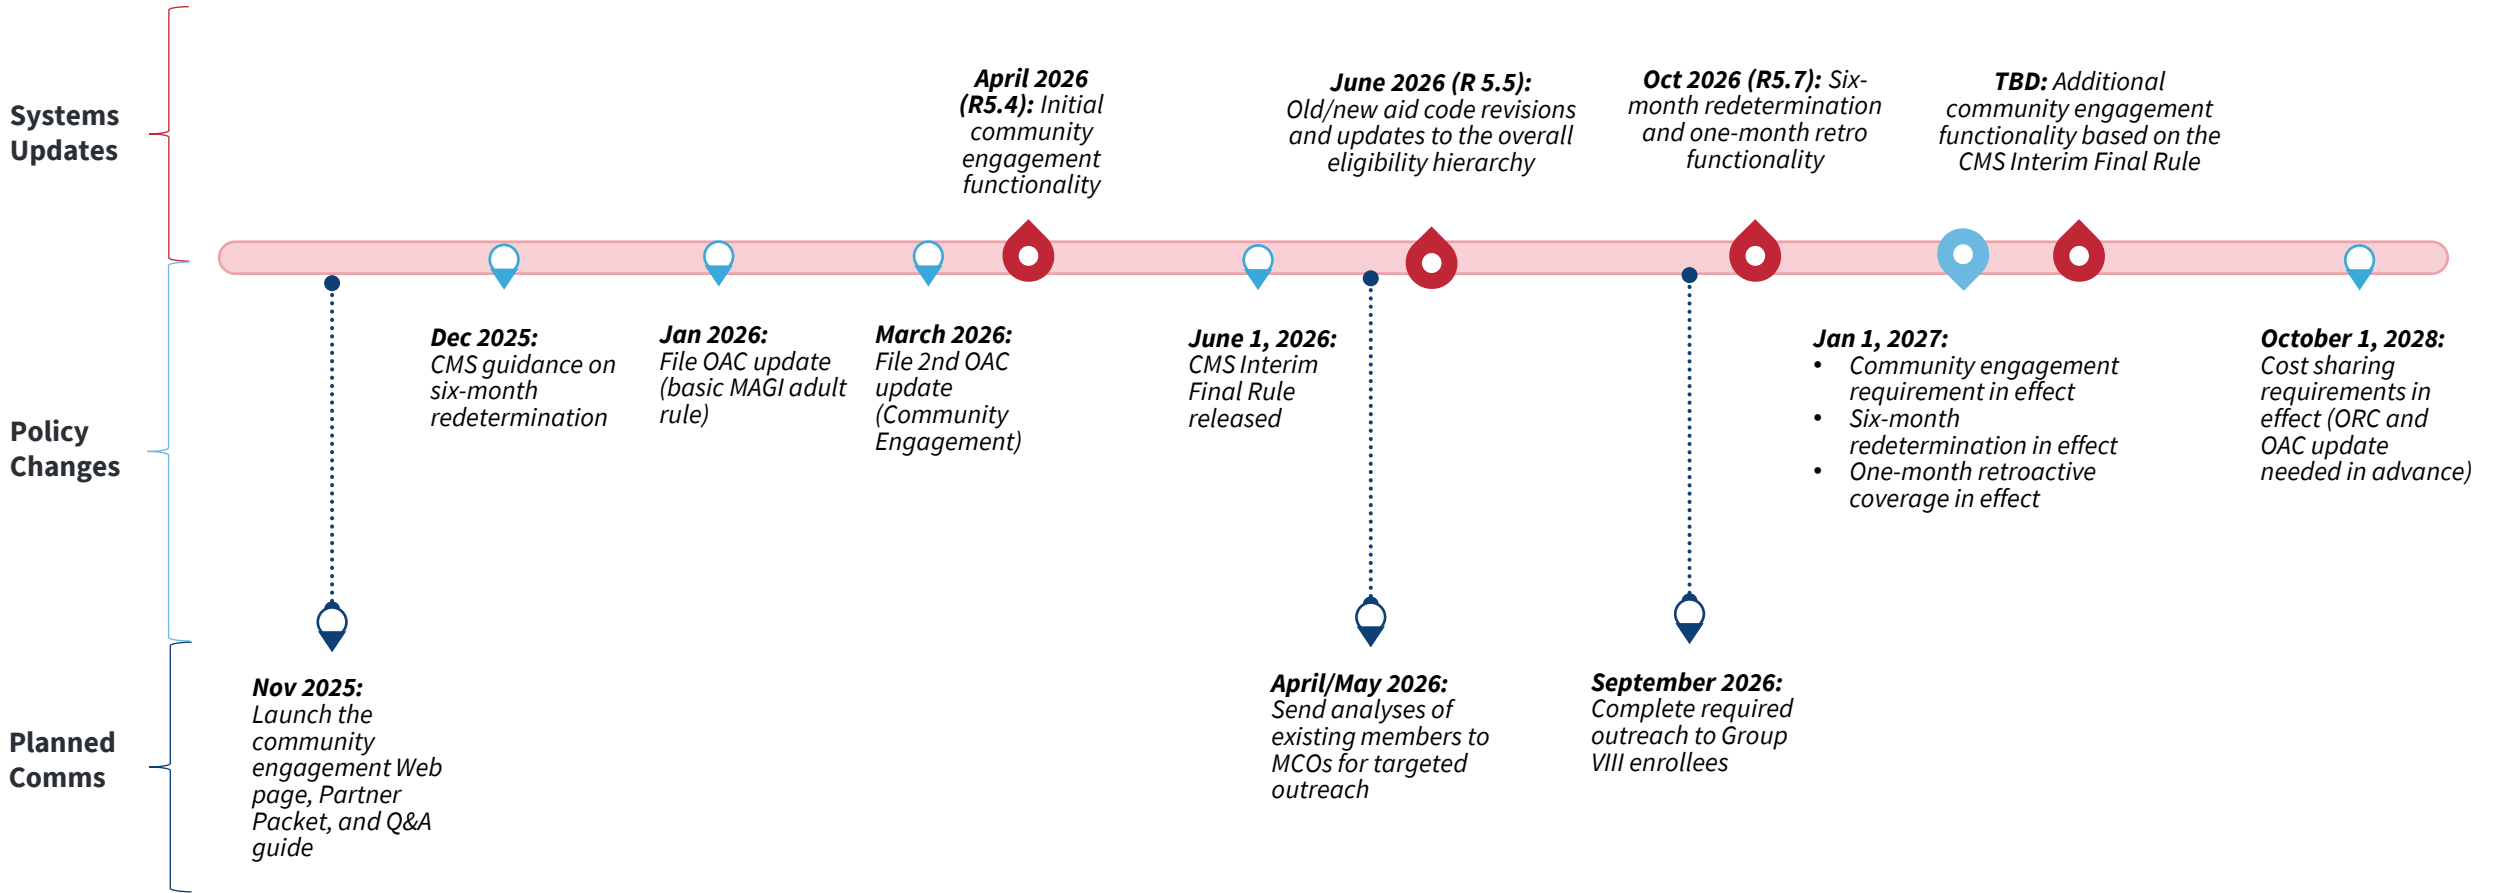 Systems
Updates
April 2026
(R5.4): Initial
community
engagement
functionality
June 2026 (R 5.5):
Old/new aid code revisions
and updates to the overall
eligibility hierarchy
Oct 2026 (R5.7): Six-
month redetermination
and one-month retro
functionality
TBD: Additional
community engagement
functionality based on the
CMS Interim Final Rule
Policy
Changes
Dec 2025:
CMS guidance on
six-month
redetermination
Jan 2026:
File OAC update
(basic MAGI adult
rule)
March 2026:
File 2nd OAC
update
(Community
Engagement)
June 1, 2026:
CMS Interim
Final Rule
released
Jan 1, 2027:
• Community engagement
requirement in effect
• Six-month
redetermination in effect
• One-month retroactive
coverage in effect
October 1, 2028:
Cost sharing
requirements in
effect (ORC and
OAC update
needed in advance)
Planned
Comms
Nov 2025:
Launch the
community
engagement Web
page, Partner
Packet, and Q&A
guide
April/May 2026:
Send analyses of
existing members to
MCOs for targeted
outreach
September 2026:
Complete required
outreach to Group
VIII enrollees